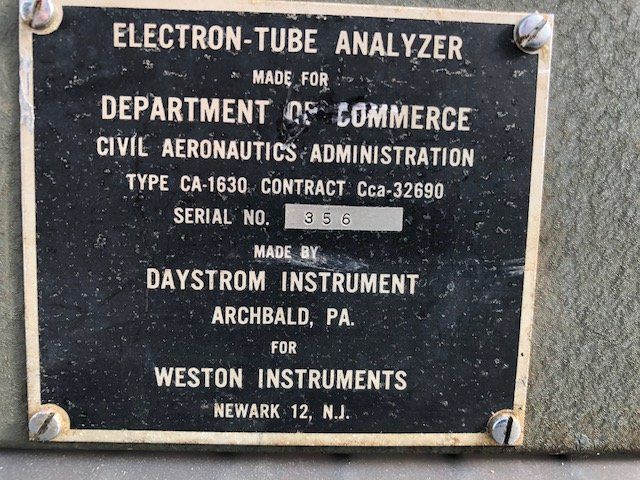 ELECTRON-TUBE ANALYZER
MADE FOR
DEPARTMENT OF COMMERCE
CIVIL AERONAUTICS ADMINISTRATION
TYPE CA-1630 CONTRACT Cca-32690
SERIAL NO. 356
MADE BY
DAYSTROM INSTRUMENT
ARCHBALD, PA.
FOR
WESTON INSTRUMENTS
NEWARK 12, N.J.